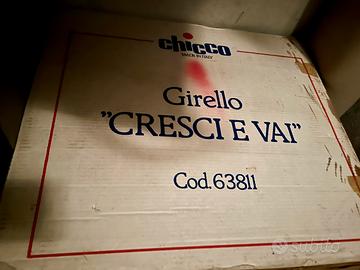 chicco
MADE IN ITALY
Girello
"CRESCI E VAI"
Cod. 63811
subito